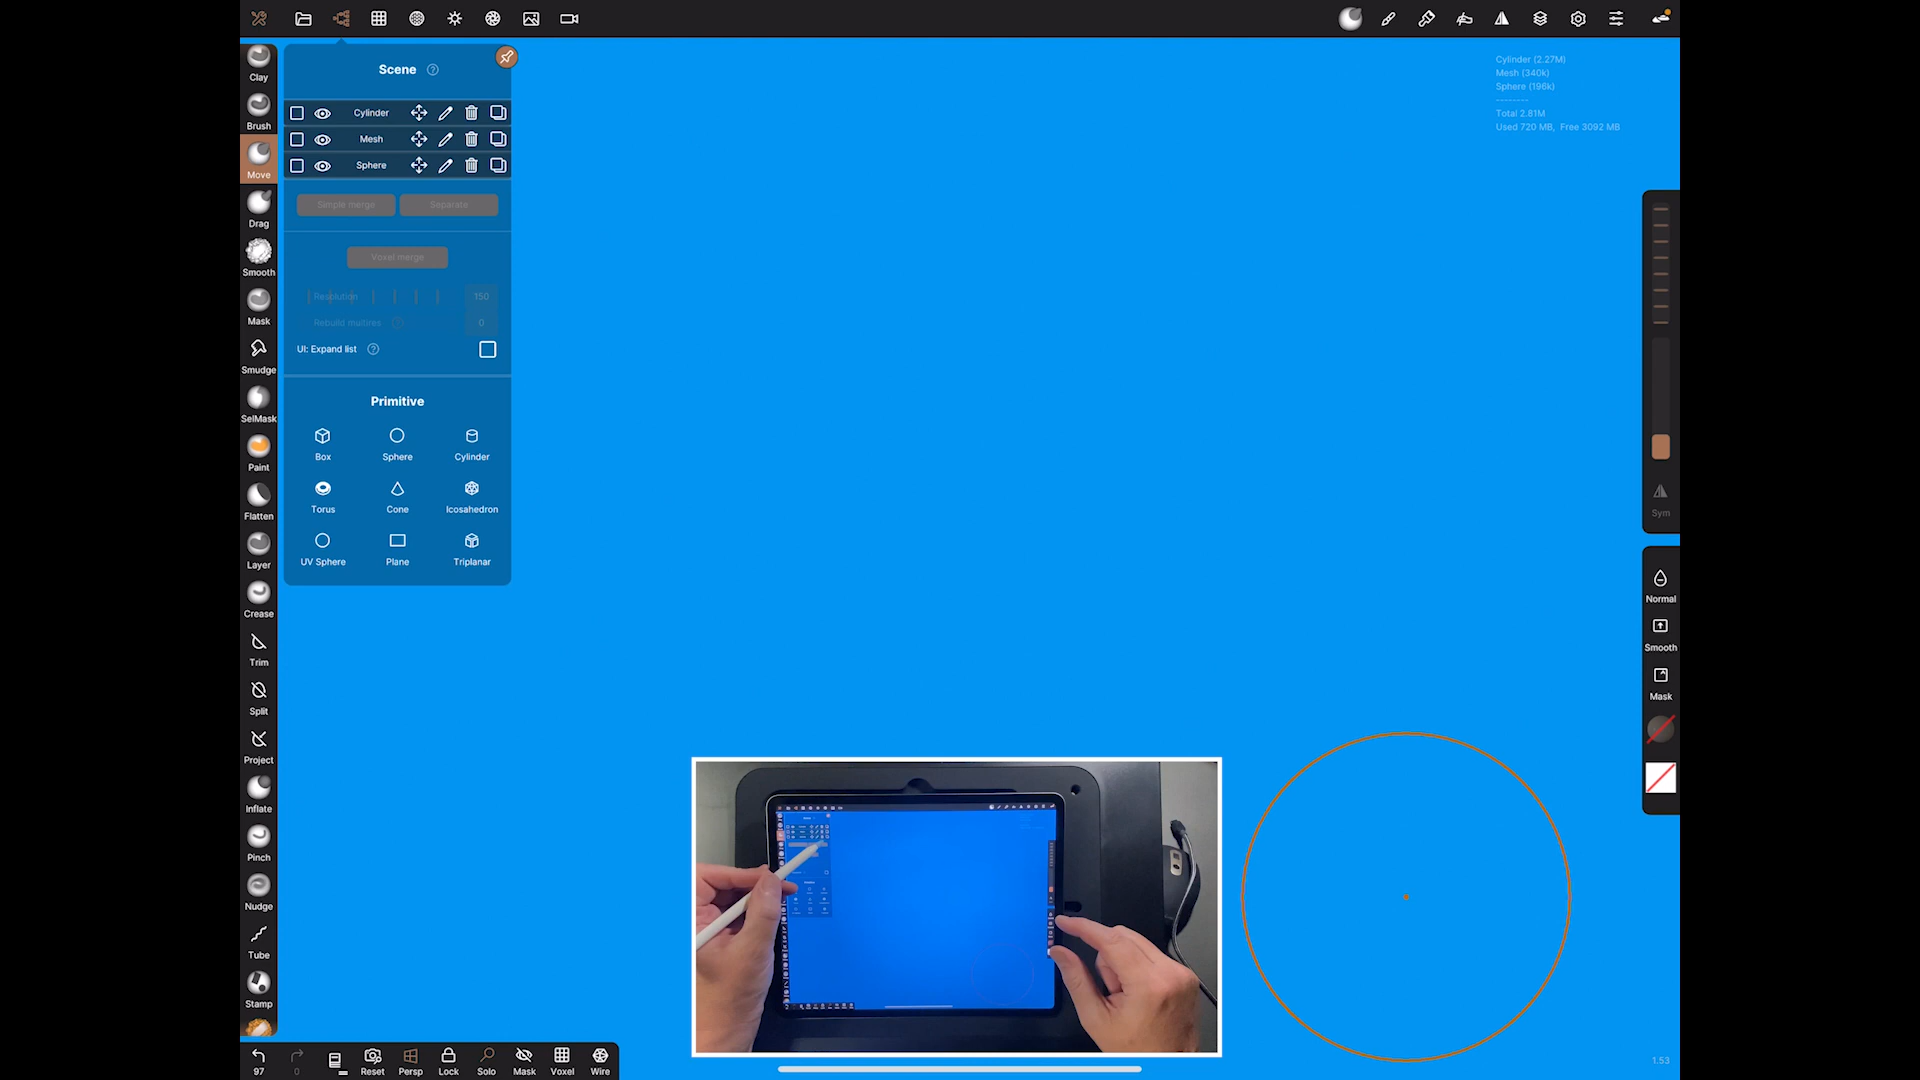 Scene
Cylinder
Mesh
Sphere
Simple merge Separate
Voxel merge
Resolution 150
Rebuild multires 0
UI: Expand list
Primitive
Box Sphere Cylinder
Torus Cone Icosahedron
UV Sphere Plane Triplanar
Clay
Brush
Move
Drag
Smooth
Mask
Smudge
SelMask
Paint
Flatten
Layer
Crease
Trim
Split
Project
Inflate
Pinch
Nudge
Tube
Stamp
97 0 Reset Persp Lock Solo Mask Voxel Wire
Cylinder (2.27M)
Mesh (340k)
Sphere (196k)
--------
Total 2.81M
Used 720 MB, Free 3092 MB
Sym
Normal
Smooth
Mask
1.53